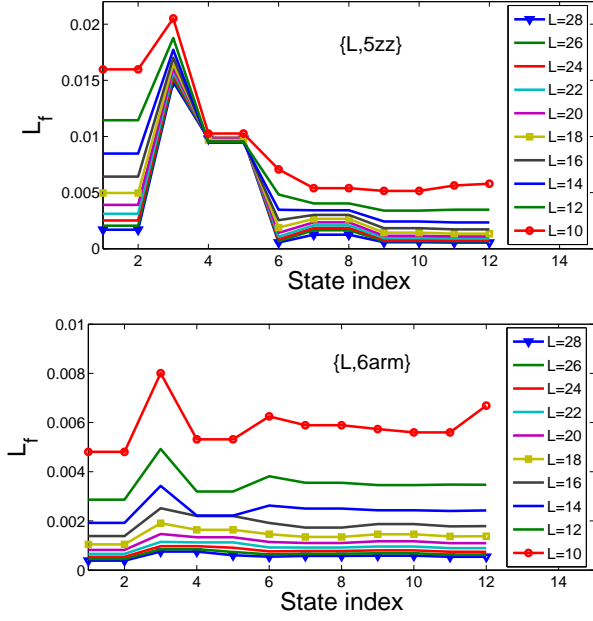 {L,5zz}
0.02
0.015
0.01
0.005
0
L_f
2
4
6
8
10
12
14
State index
L=28
L=26
L=24
L=22
L=20
L=18
L=16
L=14
L=12
L=10
{L,6arm}
0.01
0.008
0.006
0.004
0.002
0
L_f
2
4
6
8
10
12
14
State index
L=28
L=26
L=24
L=22
L=20
L=18
L=16
L=14
L=12
L=10